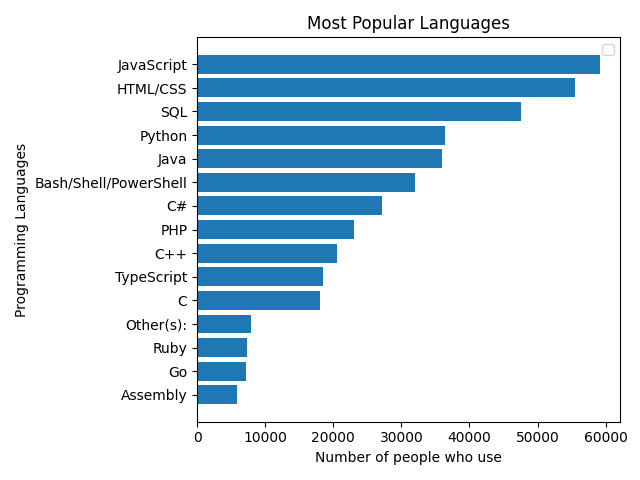 Most Popular Languages
JavaScript
HTML/CSS
SQL
Python
Java
Bash/Shell/PowerShell
C#
PHP
C++
TypeScript
C
Other(s):
Ruby
Go
Assembly
Programming Languages
0 10000 20000 30000 40000 50000 60000
Number of people who use